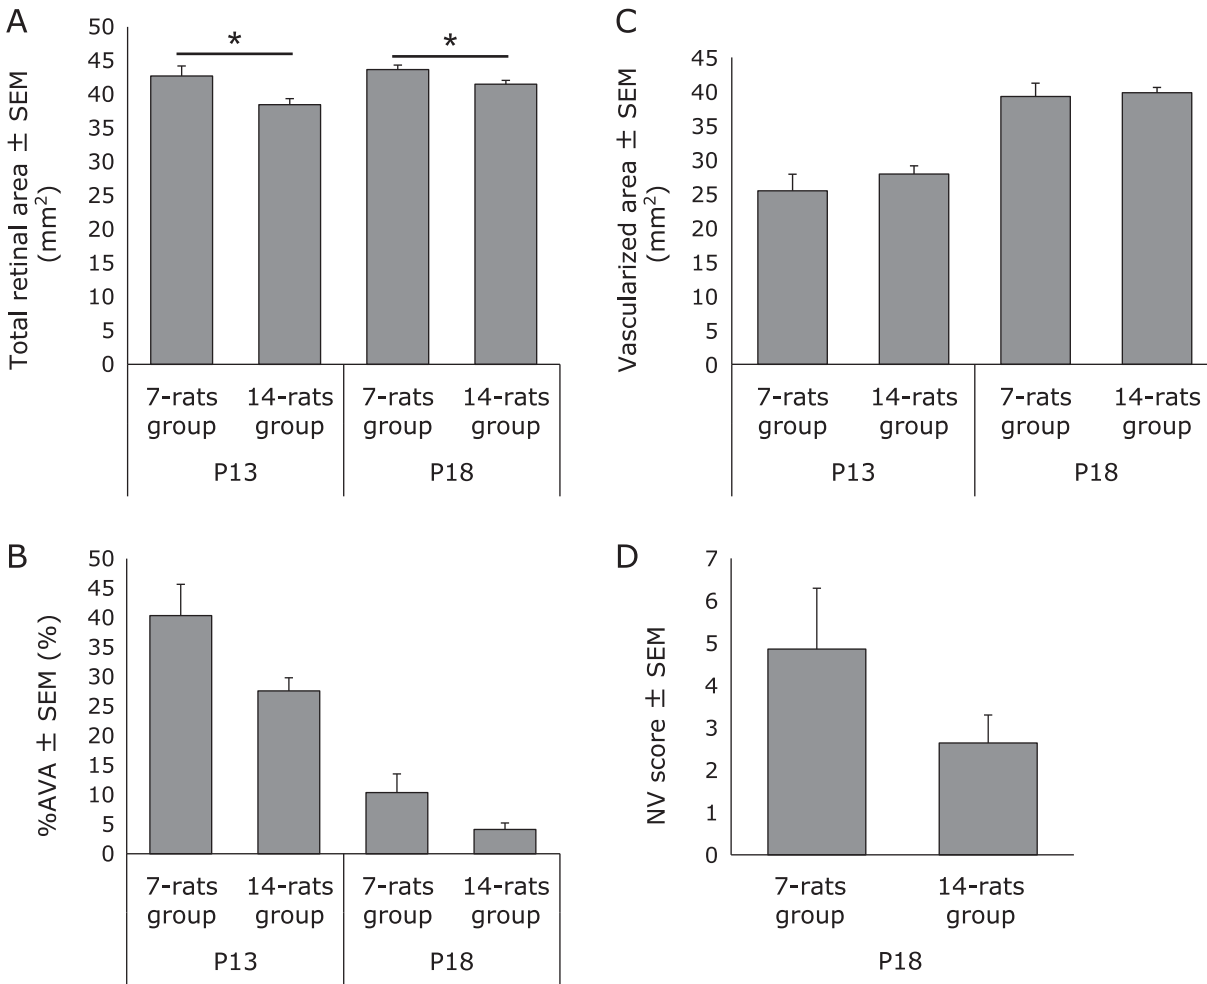 A
Total retinal area ± SEM
(mm²)
50
45
40
35
30
25
20
15
10
5
0
*
*
7-rats 14-rats 7-rats 14-rats
group group group group
P13 P18
C
Vascularized area ± SEM
(mm²)
45
40
35
30
25
20
15
10
5
0
7-rats 14-rats 7-rats 14-rats
group group group group
P13 P18
B
%AVA ± SEM (%)
50
45
40
35
30
25
20
15
10
5
0
7-rats 14-rats 7-rats 14-rats
group group group group
P13 P18
D
NV score ± SEM
7
6
5
4
3
2
1
0
7-rats 14-rats
group group
P18